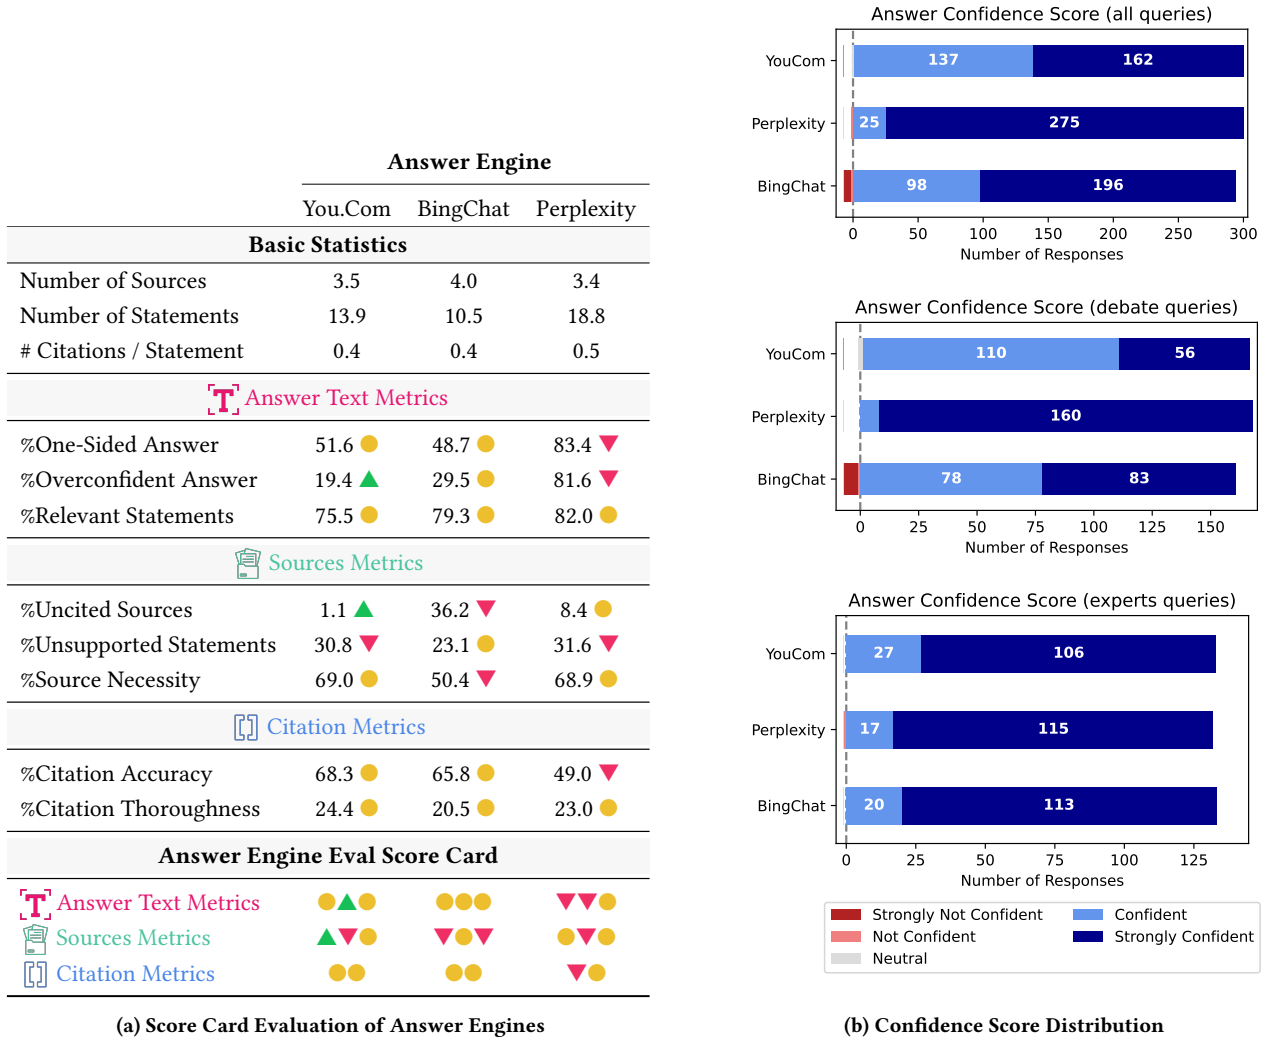 Answer Engine
You.Com BingChat Perplexity
Basic Statistics
Number of Sources 3.5 4.0 3.4
Number of Statements 13.9 10.5 18.8
# Citations / Statement 0.4 0.4 0.5
Answer Text Metrics
%One-Sided Answer 51.6 48.7 83.4
%Overconfident Answer 19.4 29.5 81.6
%Relevant Statements 75.5 79.3 82.0
Sources Metrics
%Uncited Sources 1.1 36.2 8.4
%Unsupported Statements 30.8 23.1 31.6
%Source Necessity 69.0 50.4 68.9
Citation Metrics
%Citation Accuracy 68.3 65.8 49.0
%Citation Thoroughness 24.4 20.5 23.0
Answer Engine Eval Score Card
Answer Text Metrics
Sources Metrics
Citation Metrics
(a) Score Card Evaluation of Answer Engines
Answer Confidence Score (all queries)
YouCom 137 162
Perplexity 25 275
BingChat 98 196
0 50 100 150 200 250 300
Number of Responses
Answer Confidence Score (debate queries)
YouCom 110 56
Perplexity 160
BingChat 78 83
0 25 50 75 100 125 150
Number of Responses
Answer Confidence Score (experts queries)
YouCom 27 106
Perplexity 17 115
BingChat 20 113
0 25 50 75 100 125
Number of Responses
Strongly Not Confident Confident
Not Confident Strongly Confident
Neutral
(b) Confidence Score Distribution